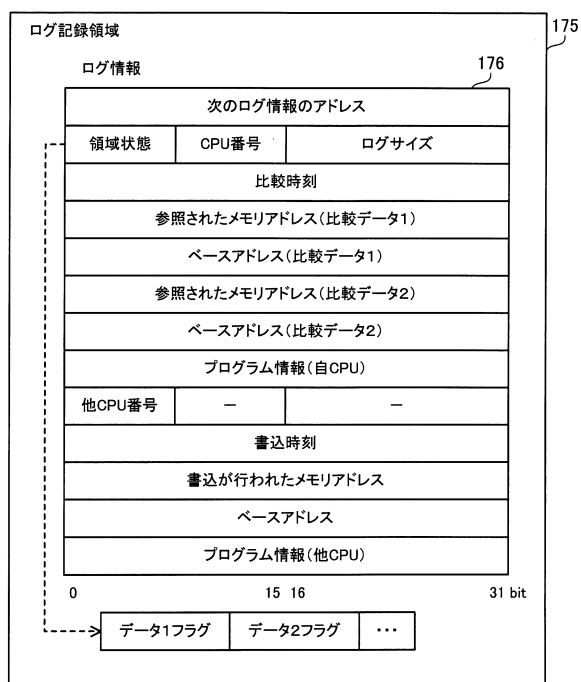 ログ記録領域
175
ログ情報
176
次のログ情報のアドレス
領域状態 CPU番号 ログサイズ
比較時刻
参照されたメモリアドレス(比較データ1)
ベースアドレス(比較データ1)
参照されたメモリアドレス(比較データ2)
ベースアドレス(比較データ2)
プログラム情報(自CPU)
他CPU番号 － －
書込時刻
書込が行われたメモリアドレス
ベースアドレス
プログラム情報(他CPU)
0 15 16 31 bit
データ1フラグ データ2フラグ ･･･